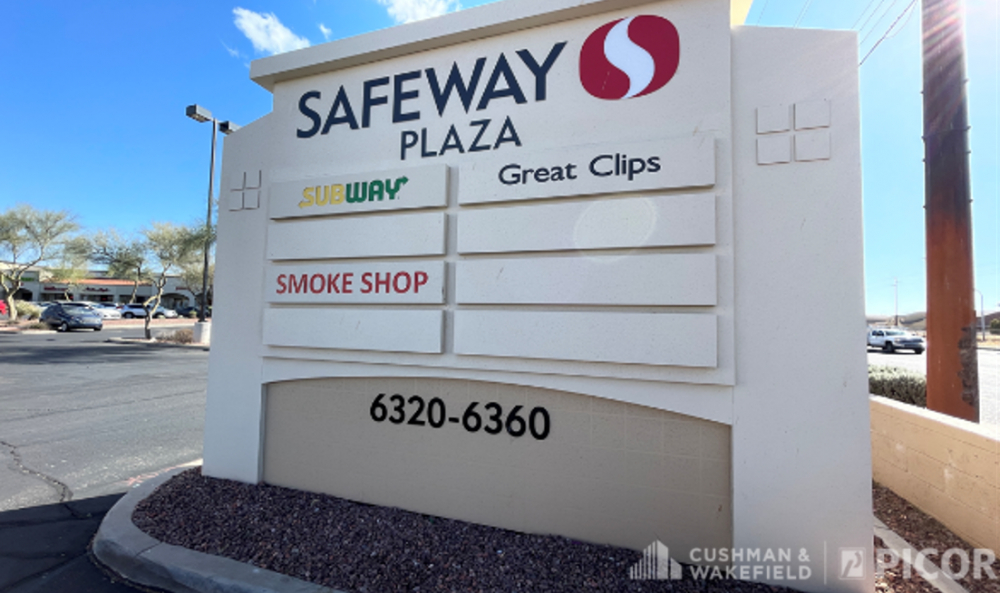 SAFEWAY
PLAZA
SUBWAY
Great Clips
SMOKE SHOP
6320-6360
CUSHMAN &
WAKEFIELD
PICOR